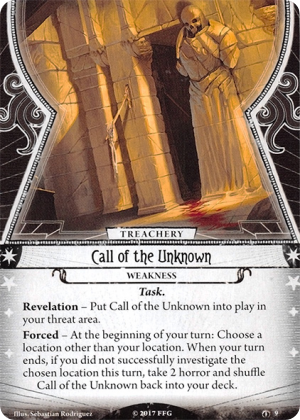 TREACHERY
Call of the Unknown
WEAKNESS
Task.
Revelation – Put Call of the Unknown into play in
your threat area.
Forced – At the beginning of your turn: Choose a
location other than your location. When your turn
ends, if you did not successfully investigate the
chosen location this turn, take 2 horror and shuffle
Call of the Unknown back into your deck.
Illus. Sebastian Rodriguez
© 2017 FFG
9